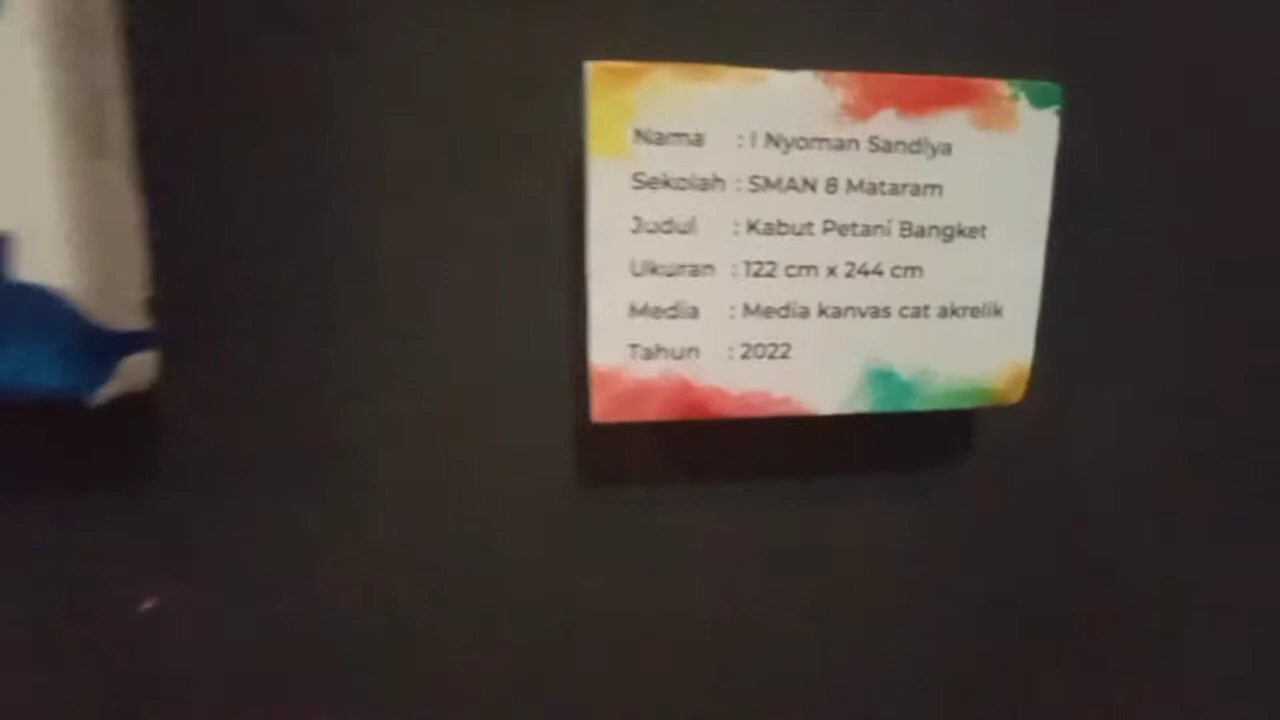 Nama : I Nyoman Sandiya
Sekolah : SMAN 8 Mataram
Judul : Kabut Petani Bangket
Ukuran : 122 cm x 244 cm
Media : Media kanvas cat akrelik
Tahun : 2022